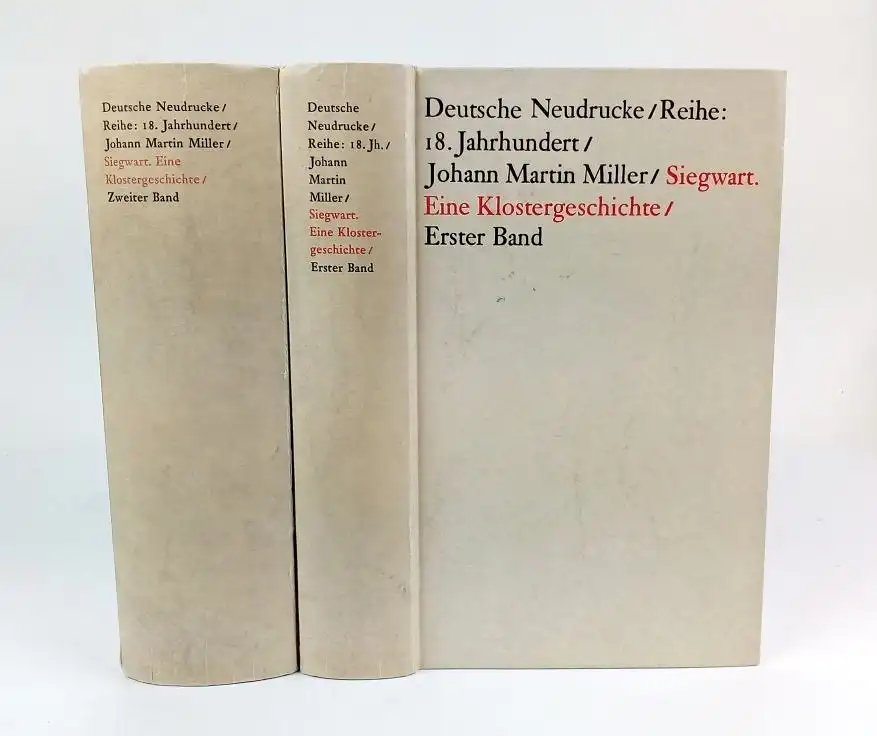 Deutsche Neudrucke/
Reihe: 18. Jahrhundert/
Johann Martin Miller/
Siegwart. Eine
Klostergeschichte/
Zweiter Band
Deutsche
Neudrucke/
Reihe: 18. Jh./
Johann
Martin
Miller/
Siegwart.
Eine Kloster-
geschichte/
Erster Band
Deutsche Neudrucke/Reihe:
18. Jahrhundert/
Johann Martin Miller/ Siegwart.
Eine Klostergeschichte/
Erster Band